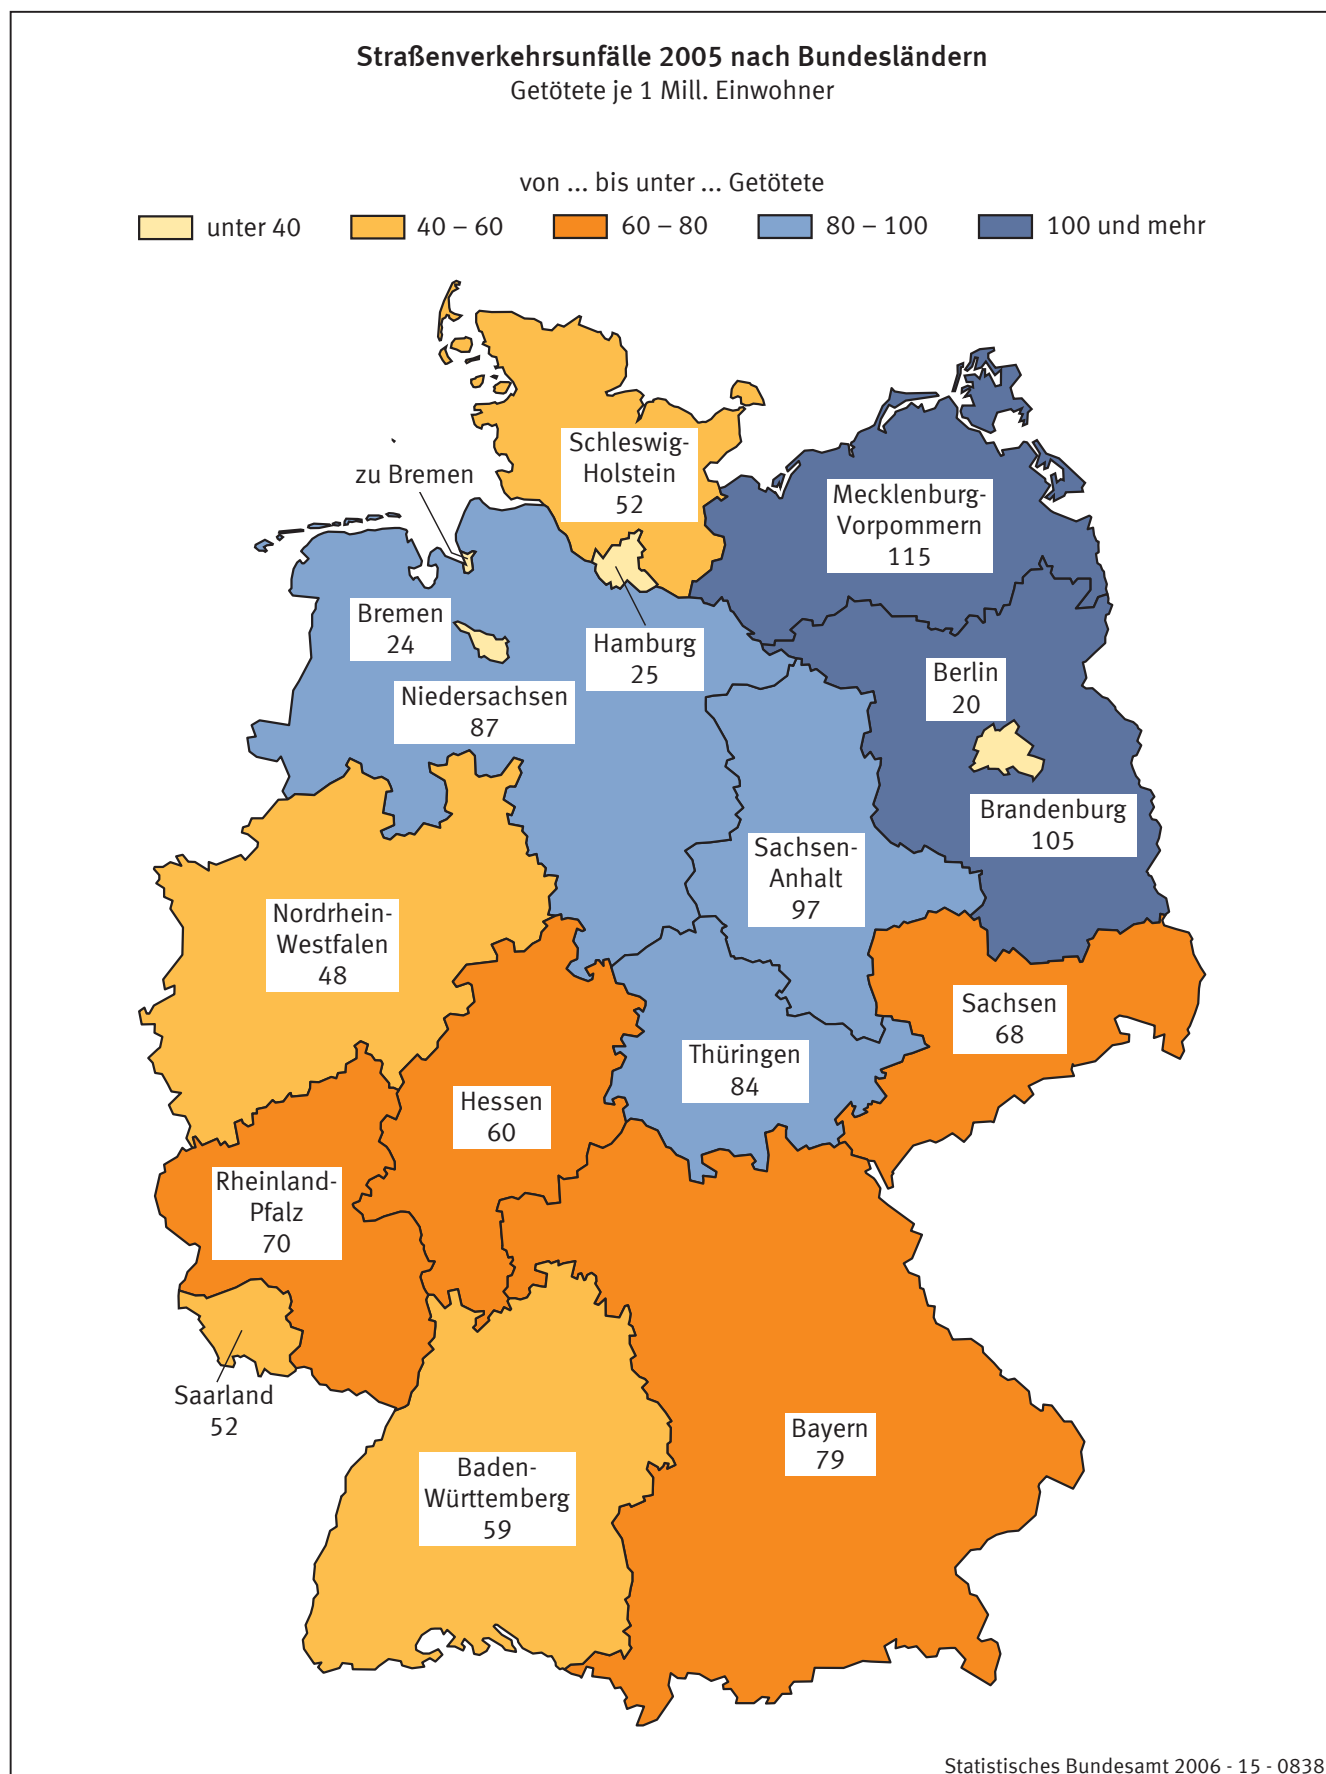 Straßenverkehrsunfälle 2005 nach Bundesländern
Getötete je 1 Mill. Einwohner
von ... bis unter ... Getötete
unter 40
40 – 60
60 – 80
80 – 100
100 und mehr
Schleswig-
Holstein
52
zu Bremen
Mecklenburg-
Vorpommern
115
Bremen
24
Hamburg
25
Berlin
20
Niedersachsen
87
Brandenburg
105
Sachsen-
Anhalt
97
Nordrhein-
Westfalen
48
Sachsen
68
Thüringen
84
Hessen
60
Rheinland-
Pfalz
70
Saarland
52
Bayern
79
Baden-
Württemberg
59
Statistisches Bundesamt 2006 - 15 - 0838